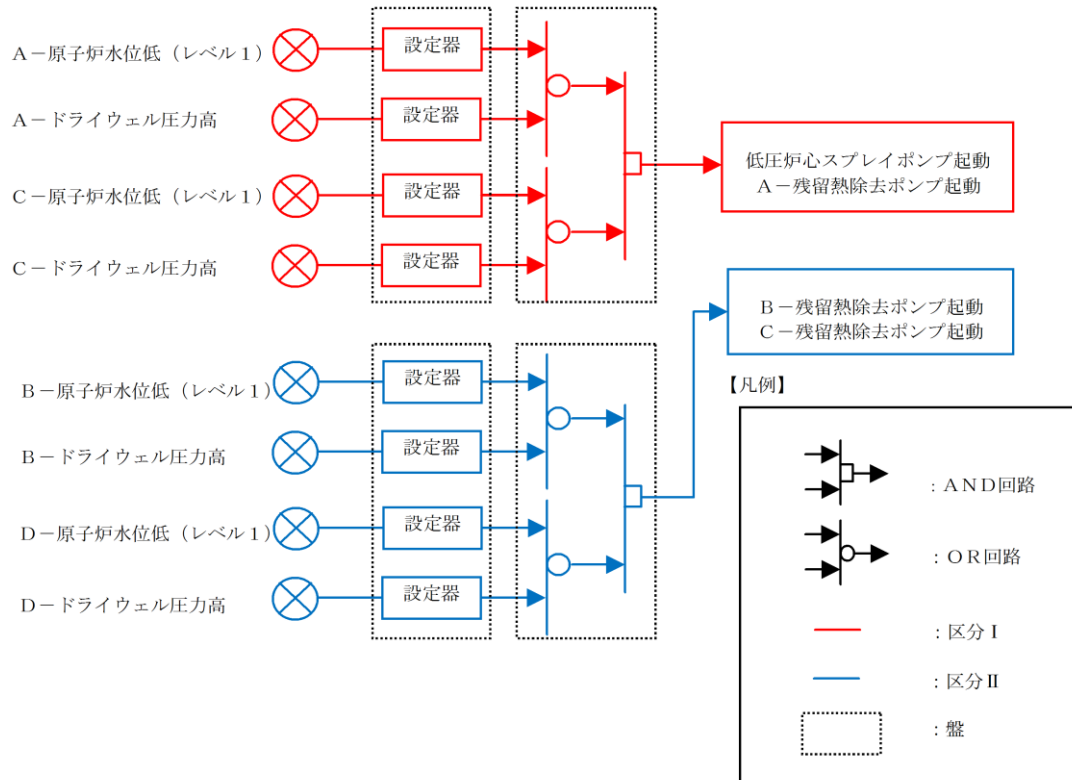 A－原子炉水位低（レベル１）
設定器
A－ドライウェル圧力高
設定器
C－原子炉水位低（レベル１）
設定器
C－ドライウェル圧力高
設定器
低圧炉心スプレイポンプ起動
A－残留熱除去ポンプ起動
B－残留熱除去ポンプ起動
C－残留熱除去ポンプ起動
B－原子炉水位低（レベル１）
設定器
B－ドライウェル圧力高
設定器
D－原子炉水位低（レベル１）
設定器
D－ドライウェル圧力高
設定器
【凡例】
：ＡＮＤ回路
：ＯＲ回路
：区分Ⅰ
：区分Ⅱ
：盤